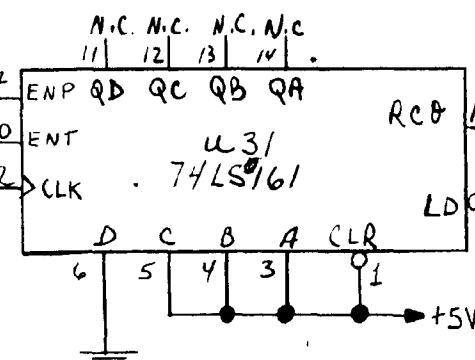 N.C. N.C. N.C. N.C
11 12 13 14
ENP QD QC QB QA
RCO
ENT
U31
74LS161
CLK
LD
D C B A CLR
6 5 4 3 1
+5V